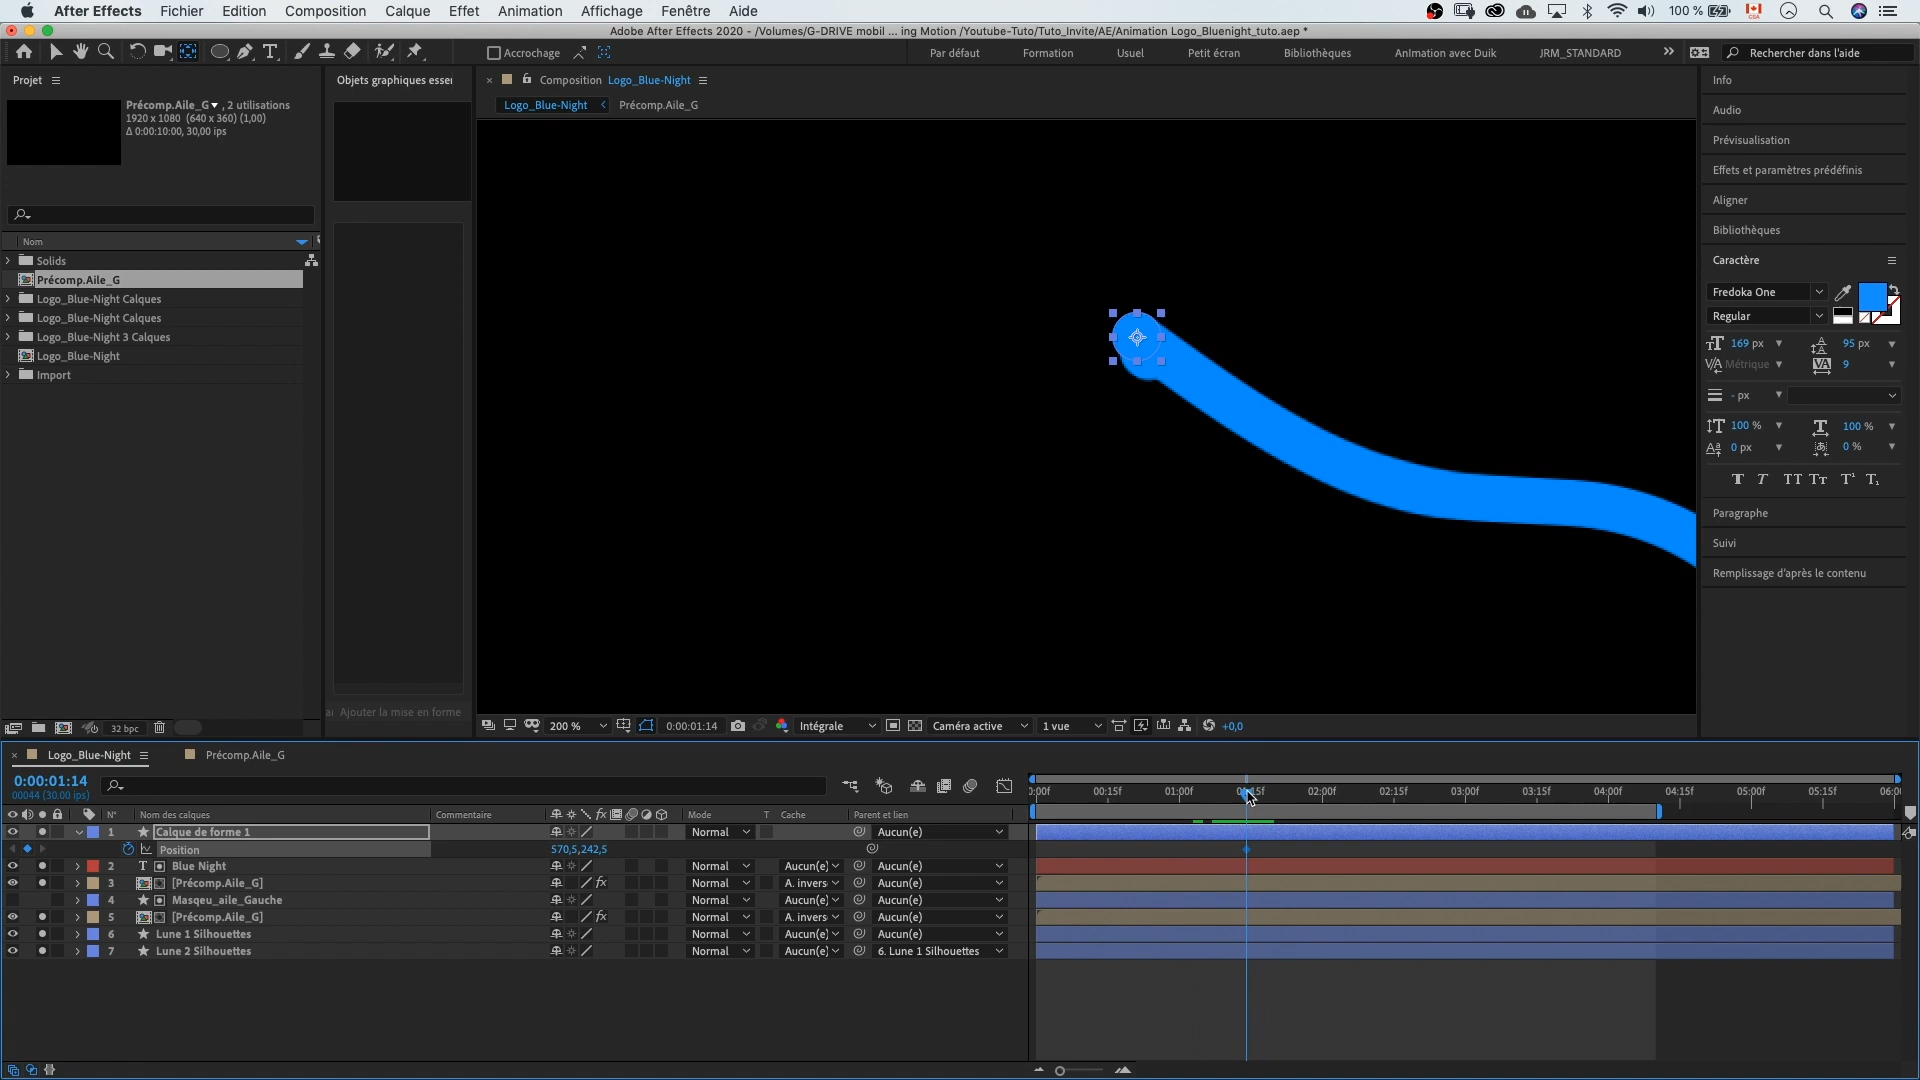 After Effects Fichier Edition Composition Calque Effet Animation Affichage Fenêtre Aide 100 %
Adobe After Effects 2020 - /Volumes/G-DRIVE mobil ... ing Motion /Youtube-Tuto/Tuto_Invite/AE/Animation Logo_Bluenight_tuto.aep *
Accrochage Par défaut Formation Usuel Petit écran Bibliothèques Animation avec Duik JRM_STANDARD Rechercher dans l'aide
Projet Objets graphiques esser Composition Logo_Blue-Night Info
Précomp.Aile_G , 2 utilisations Logo_Blue-Night Précomp.Aile_G
1920 x 1080 (640 x 360) (1,00) Audio
Δ 0:00:10:00, 30,00 ips
Prévisualisation
Effets et paramètres prédéfinis
Aligner
Bibliothèques
Nom
Solids Caractère
Précomp.Aile_G
Logo_Blue-Night Calques Fredoka One
Logo_Blue-Night Calques Regular
Logo_Blue-Night 3 Calques 169 px 95 px
Logo_Blue-Night Métrique 9
Import - px
100 % 100 %
0 px 0 %
Paragraphe
Suivi
Remplissage d'après le contenu
Ajouter la mise en forme
32 bpc 200 % 0:00:01:14 Intégrale Caméra active 1 vue +0,0
Logo_Blue-Night Précomp.Aile_G
0:00:01:14
00044 (30.00 ips) 0:00f 00:15f 01:00f 01:15f 02:00f 02:15f 03:00f 03:15f 04:00f 04:15f 05:00f 05:15f 06:0
N° Nom des calques Commentaire Mode T Cache Parent et lien
1 Calque de forme 1 Normal Aucun(e)
Position 570,5,242,5
2 Blue Night Normal Aucun(e) Aucun(e)
3 [Précomp.Aile_G] Normal A. invers Aucun(e)
4 Masqeu_aile_Gauche Normal Aucun(e) Aucun(e)
5 [Précomp.Aile_G] Normal A. invers Aucun(e)
6 Lune 1 Silhouettes Normal Aucun(e) Aucun(e)
7 Lune 2 Silhouettes Normal Aucun(e) 6. Lune 1 Silhouettes